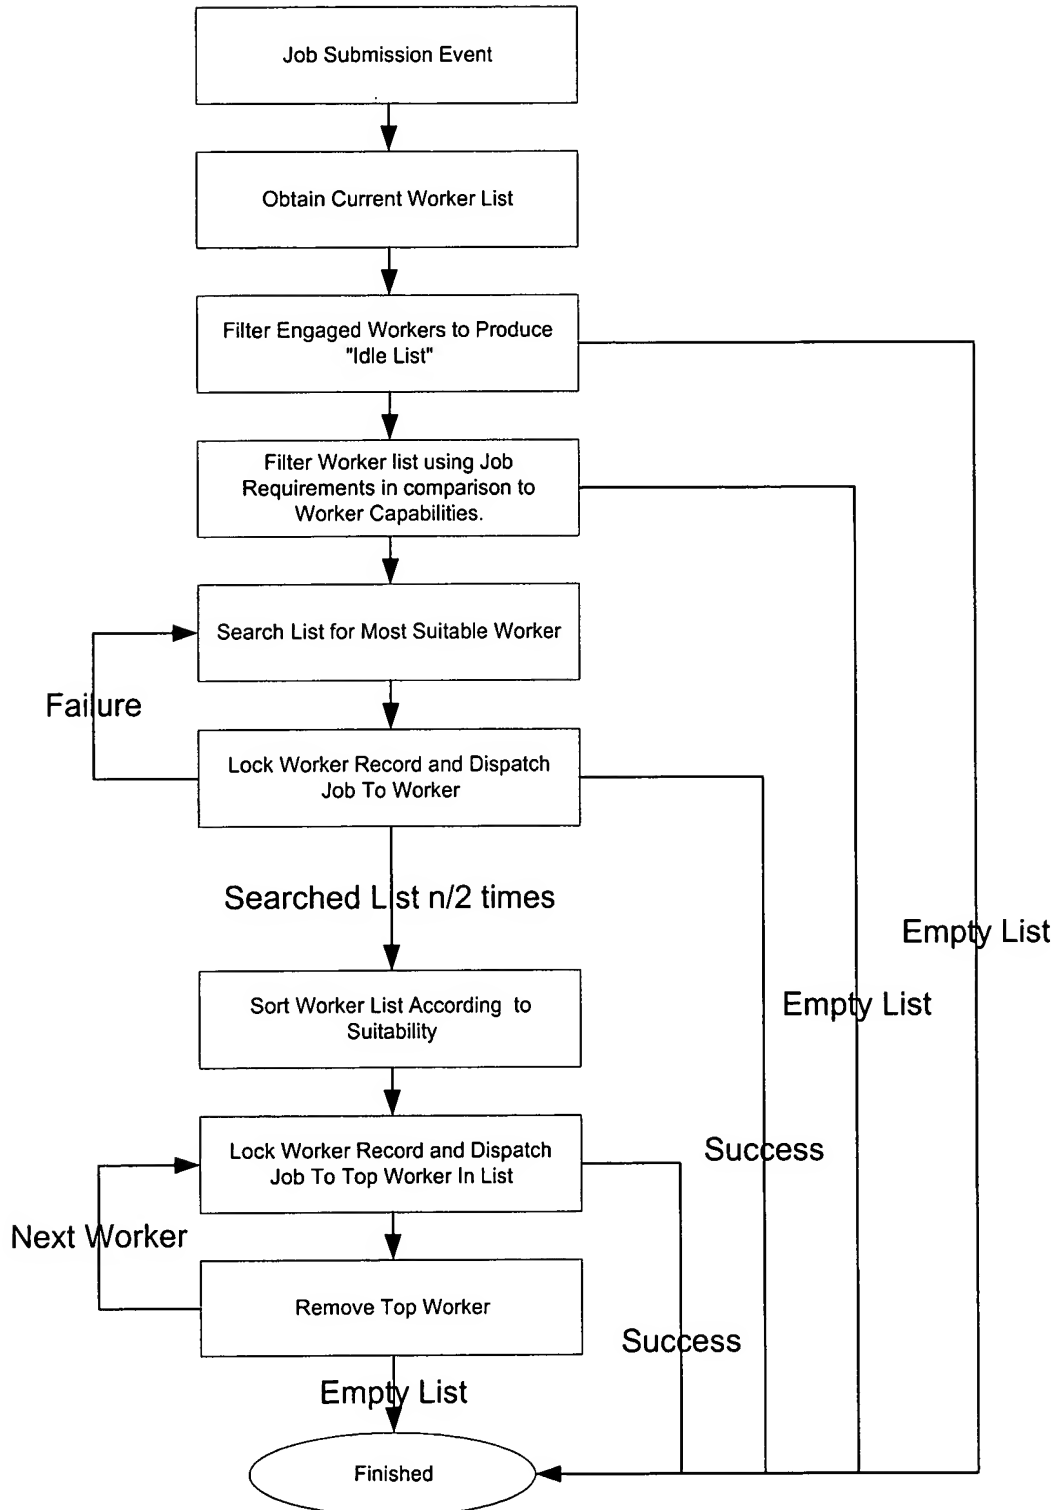 Job Submission Event
Obtain Current Worker List
Filter Engaged Workers to Produce
"Idle List"
Filter Worker list using Job
Requirements in comparison to
Worker Capabilities.
Search List for Most Suitable Worker
Failure
Lock Worker Record and Dispatch
Job To Worker
Searched List n/2 times
Empty List
Empty List
Sort Worker List According to
Suitability
Lock Worker Record and Dispatch
Job To Top Worker In List
Success
Next Worker
Remove Top Worker
Success
Empty List
Finished